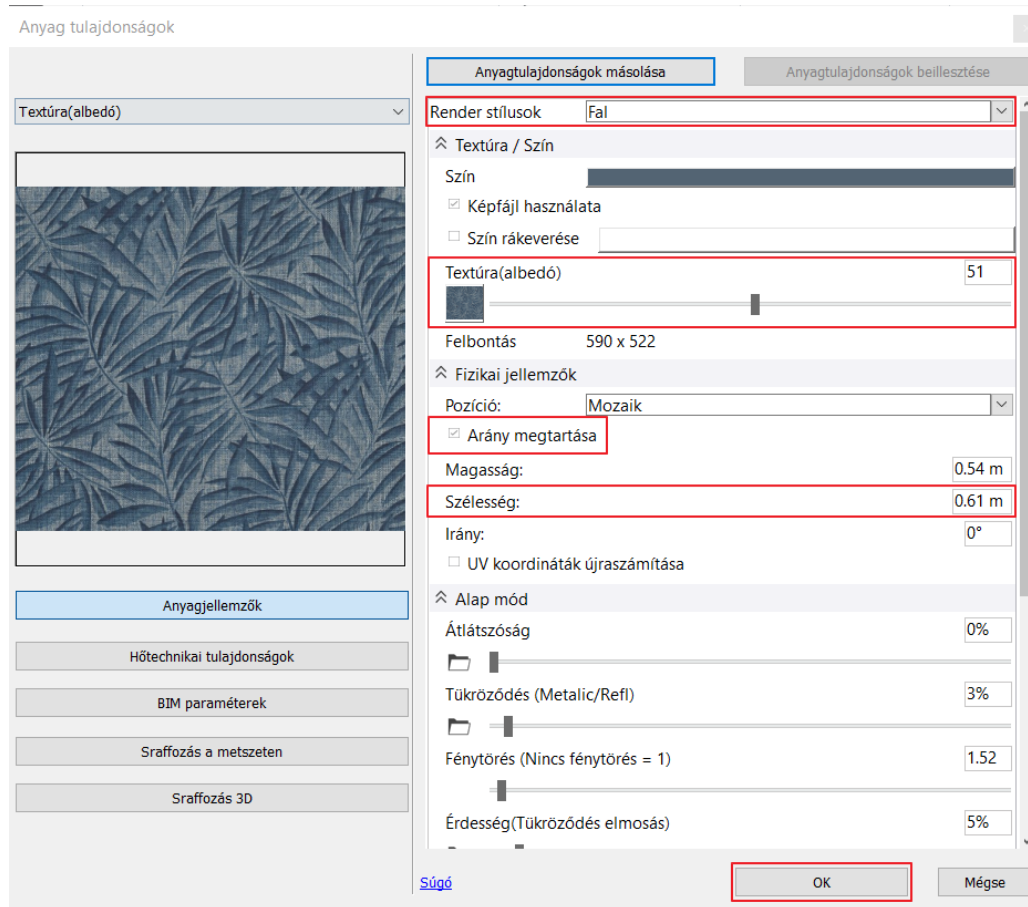 Anyag tulajdonságok
Textúra(albedó)
Anyagjellemzők
Hőtechnikai tulajdonságok
BIM paraméterek
Sraffozás a metszeten
Sraffozás 3D
Anyagtulajdonságok másolása
Anyagtulajdonságok beillesztése
Render stílusok Fal
Textúra / Szín
Szín
Képfájl használata
Szín rákeverése
Textúra(albedó) 51
Felbontás 590 x 522
Fizikai jellemzők
Pozíció: Mozaik
Arány megtartása
Magasság: 0.54 m
Szélesség: 0.61 m
Irány: 0°
UV koordináták újraszámítása
Alap mód
Átlátszóság 0%
Tükröződés (Metalic/Refl) 3%
Fénytörés (Nincs fénytörés = 1) 1.52
Érdesség(Tükröződés elmosás) 5%
Súgó
OK
Mégse